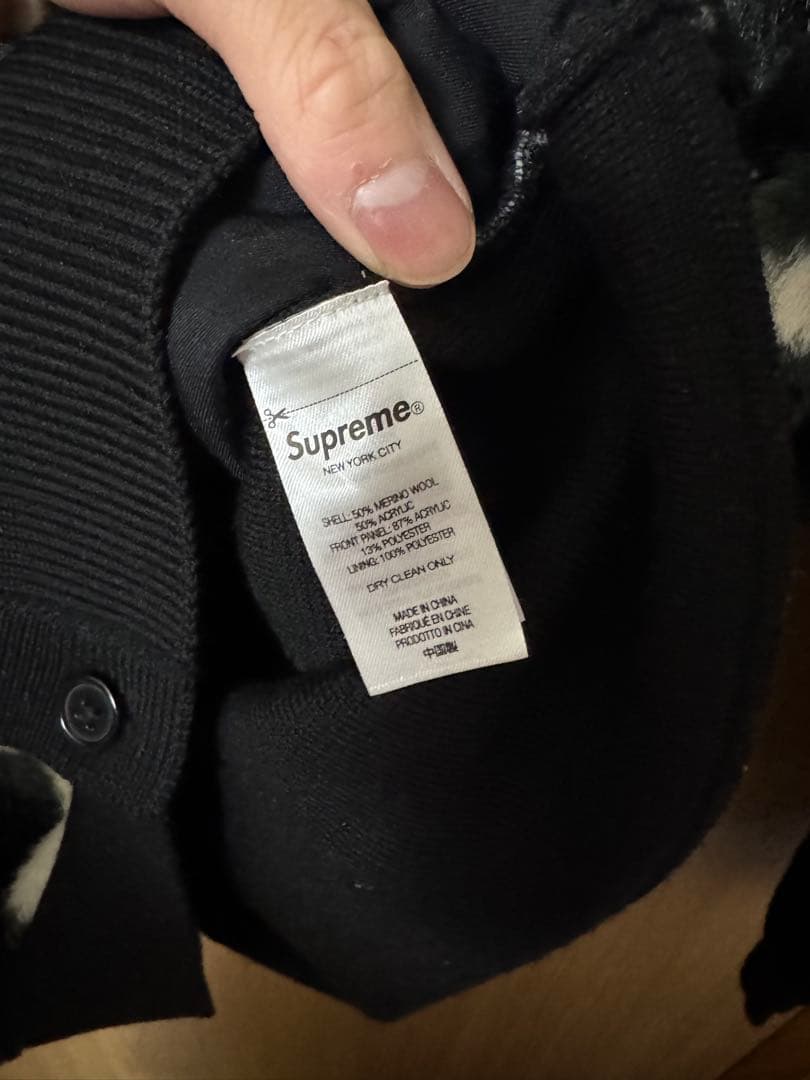 Supreme®
NEW YORK CITY
SHELL: 50% MERINO WOOL
50% ACRYLIC
FRONT PANEL: 87% ACRYLIC
13% POLYESTER
LINING: 100% POLYESTER
DRY CLEAN ONLY
MADE IN CHINA
FABRIQUÉ EN CHINE
PRODOTTO IN CINA
中国製